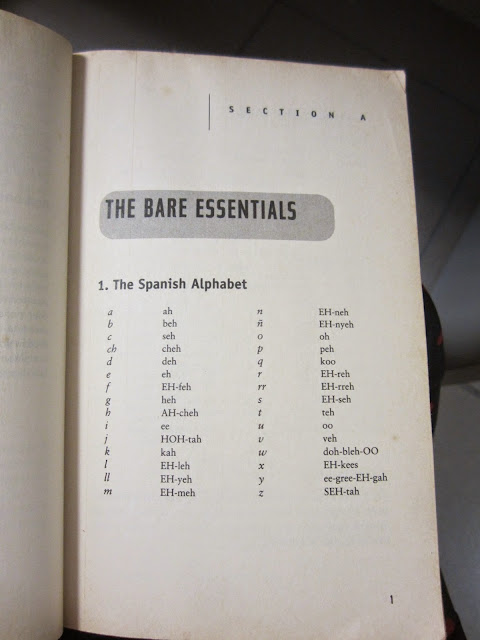 SECTION A
THE BARE ESSENTIALS
1. The Spanish Alphabet
a ah n EH-neh
b beh ñ EH-nyeh
c seh o oh
ch cheh p peh
d deh q koo
e eh r EH-reh
f EH-feh rr EH-rreh
g heh s EH-seh
h AH-cheh t teh
i ee u oo
j HOH-tah v veh
k kah w doh-bleh-OO
l EH-leh x EH-kees
ll EH-yeh y ee-gree-EH-gah
m EH-meh z SEH-tah
1